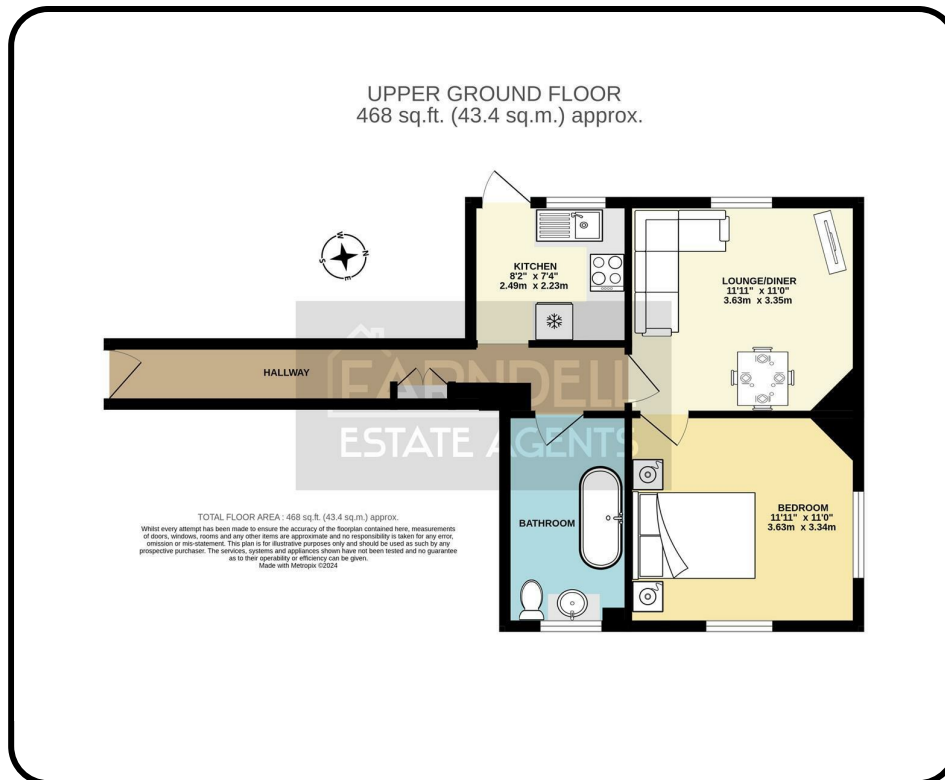 UPPER GROUND FLOOR
468 sq.ft. (43.4 sq.m.) approx.
W
N
S
E
KITCHEN
8'2" x 7'4"
2.49m x 2.23m
LOUNGE/DINER
11'11" x 11'0"
3.63m x 3.35m
HALLWAY
FARNDELL
ESTATE AGENTS
BATHROOM
BEDROOM
11'11" x 11'0"
3.63m x 3.34m
TOTAL FLOOR AREA : 468 sq.ft. (43.4 sq.m.) approx.
Whilst every attempt has been made to ensure the accuracy of the floorplan contained here, measurements
of doors, windows, rooms and any other items are approximate and no responsibility is taken for any error,
omission or mis-statement. This plan is for illustrative purposes only and should be used as such by any
prospective purchaser. The services, systems and appliances shown have not been tested and no guarantee
as to their operability or efficiency can be given.
Made with Metropix ©2024